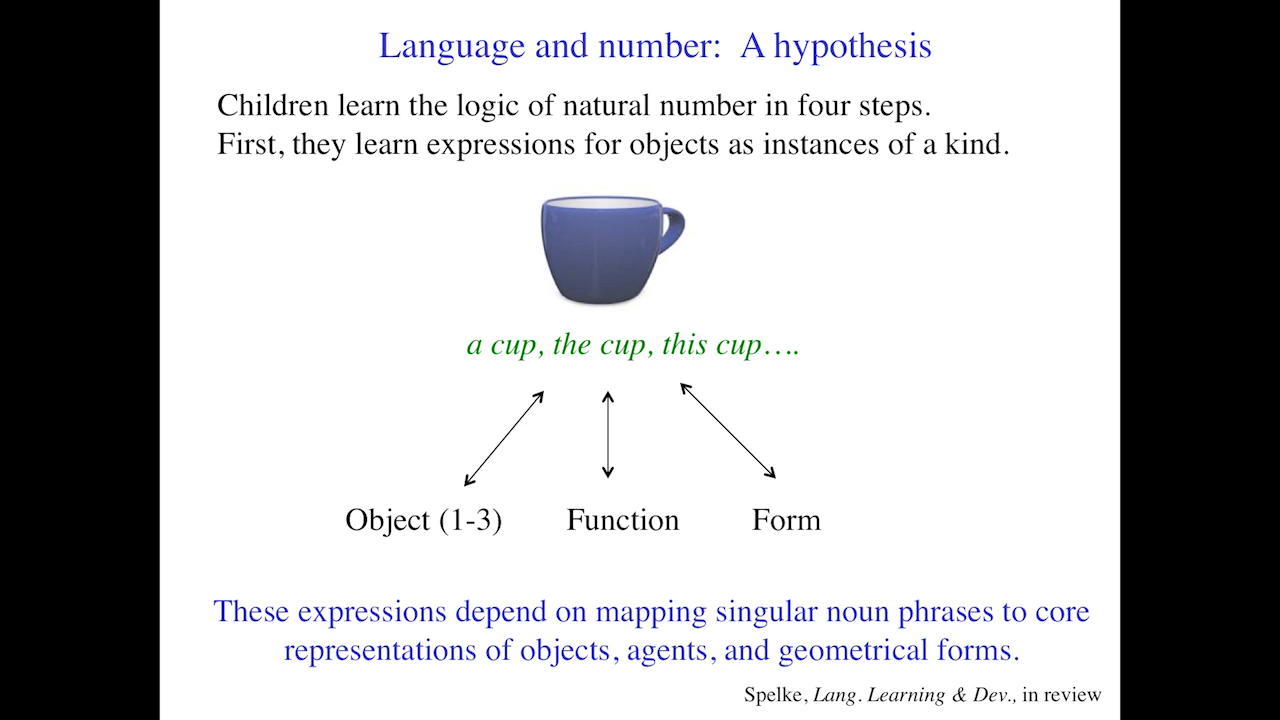 Language and number: A hypothesis
Children learn the logic of natural number in four steps.
First, they learn expressions for objects as instances of a kind.
a cup, the cup, this cup….
Object (1-3) Function Form
These expressions depend on mapping singular noun phrases to core
representations of objects, agents, and geometrical forms.
Spelke, Lang. Learning & Dev., in review